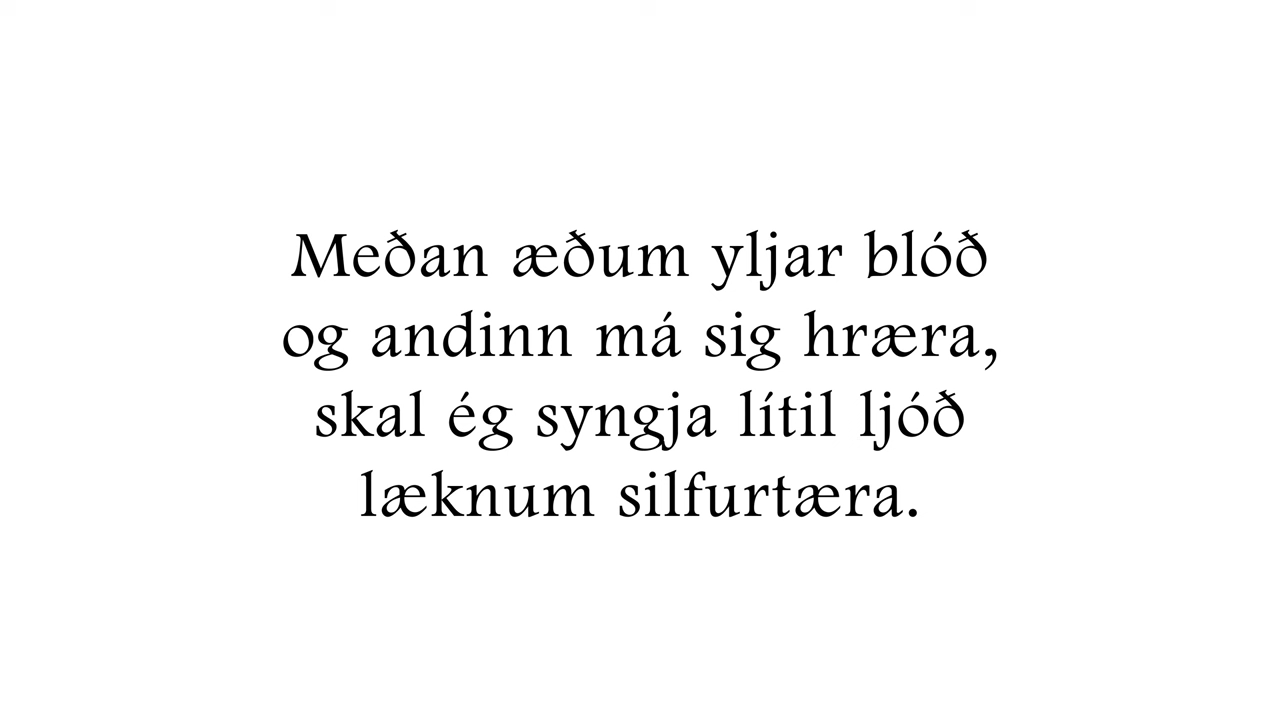 Meðan æðum yljar blóð
og andinn má sig hræra,
skal ég syngja lítil ljóð
læknum silfurtæra.